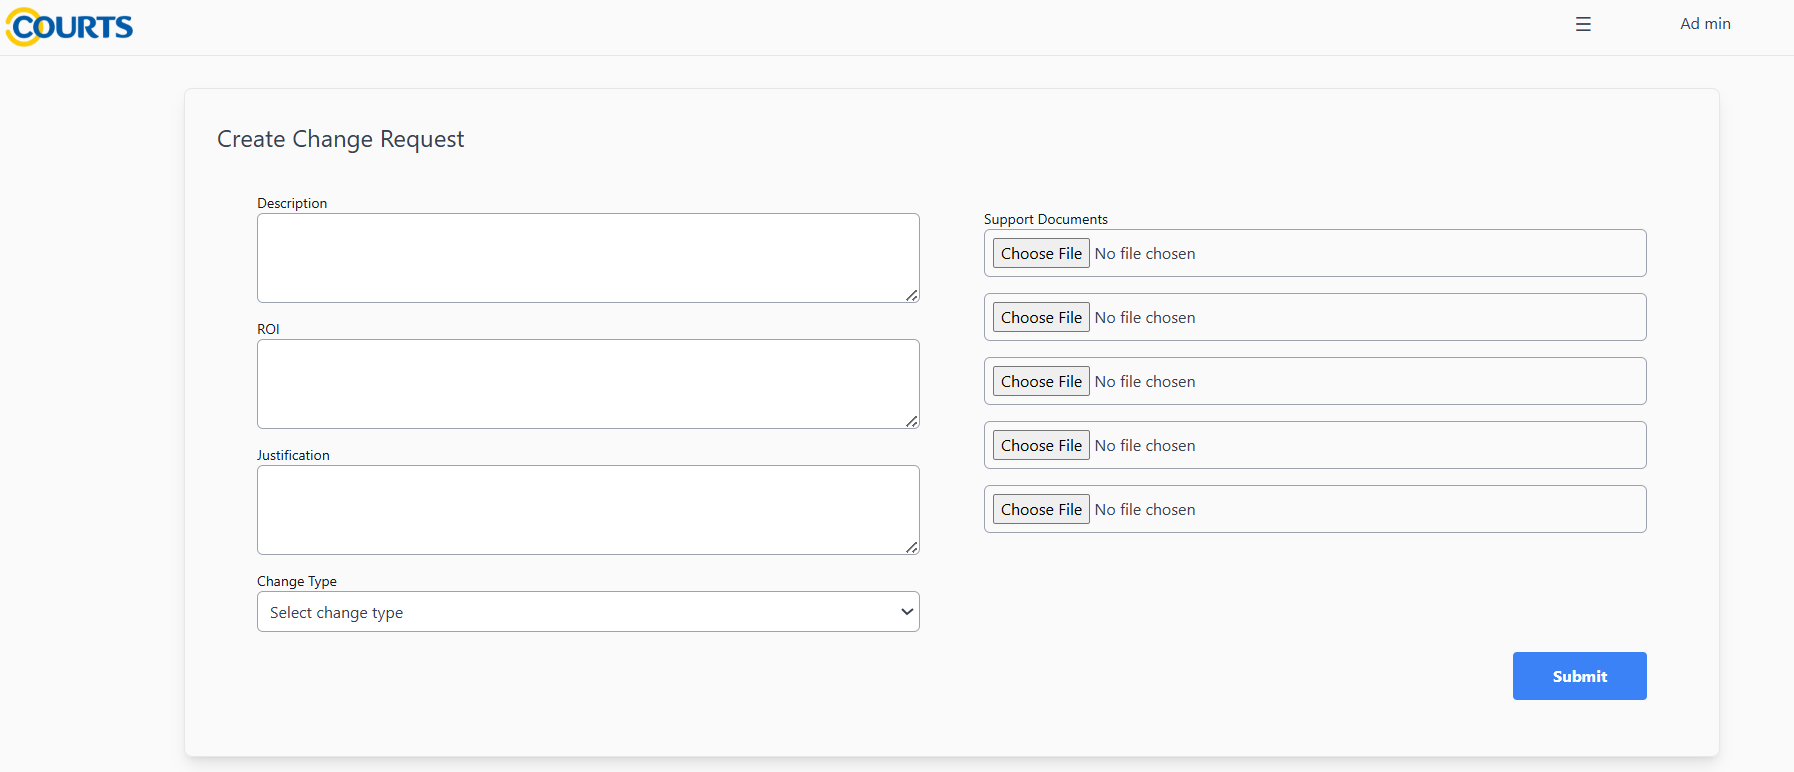 COURTS
☰ Ad min
Create Change Request
Description
ROI
Justification
Change Type
Select change type
Support Documents
Choose File No file chosen
Choose File No file chosen
Choose File No file chosen
Choose File No file chosen
Choose File No file chosen
Submit